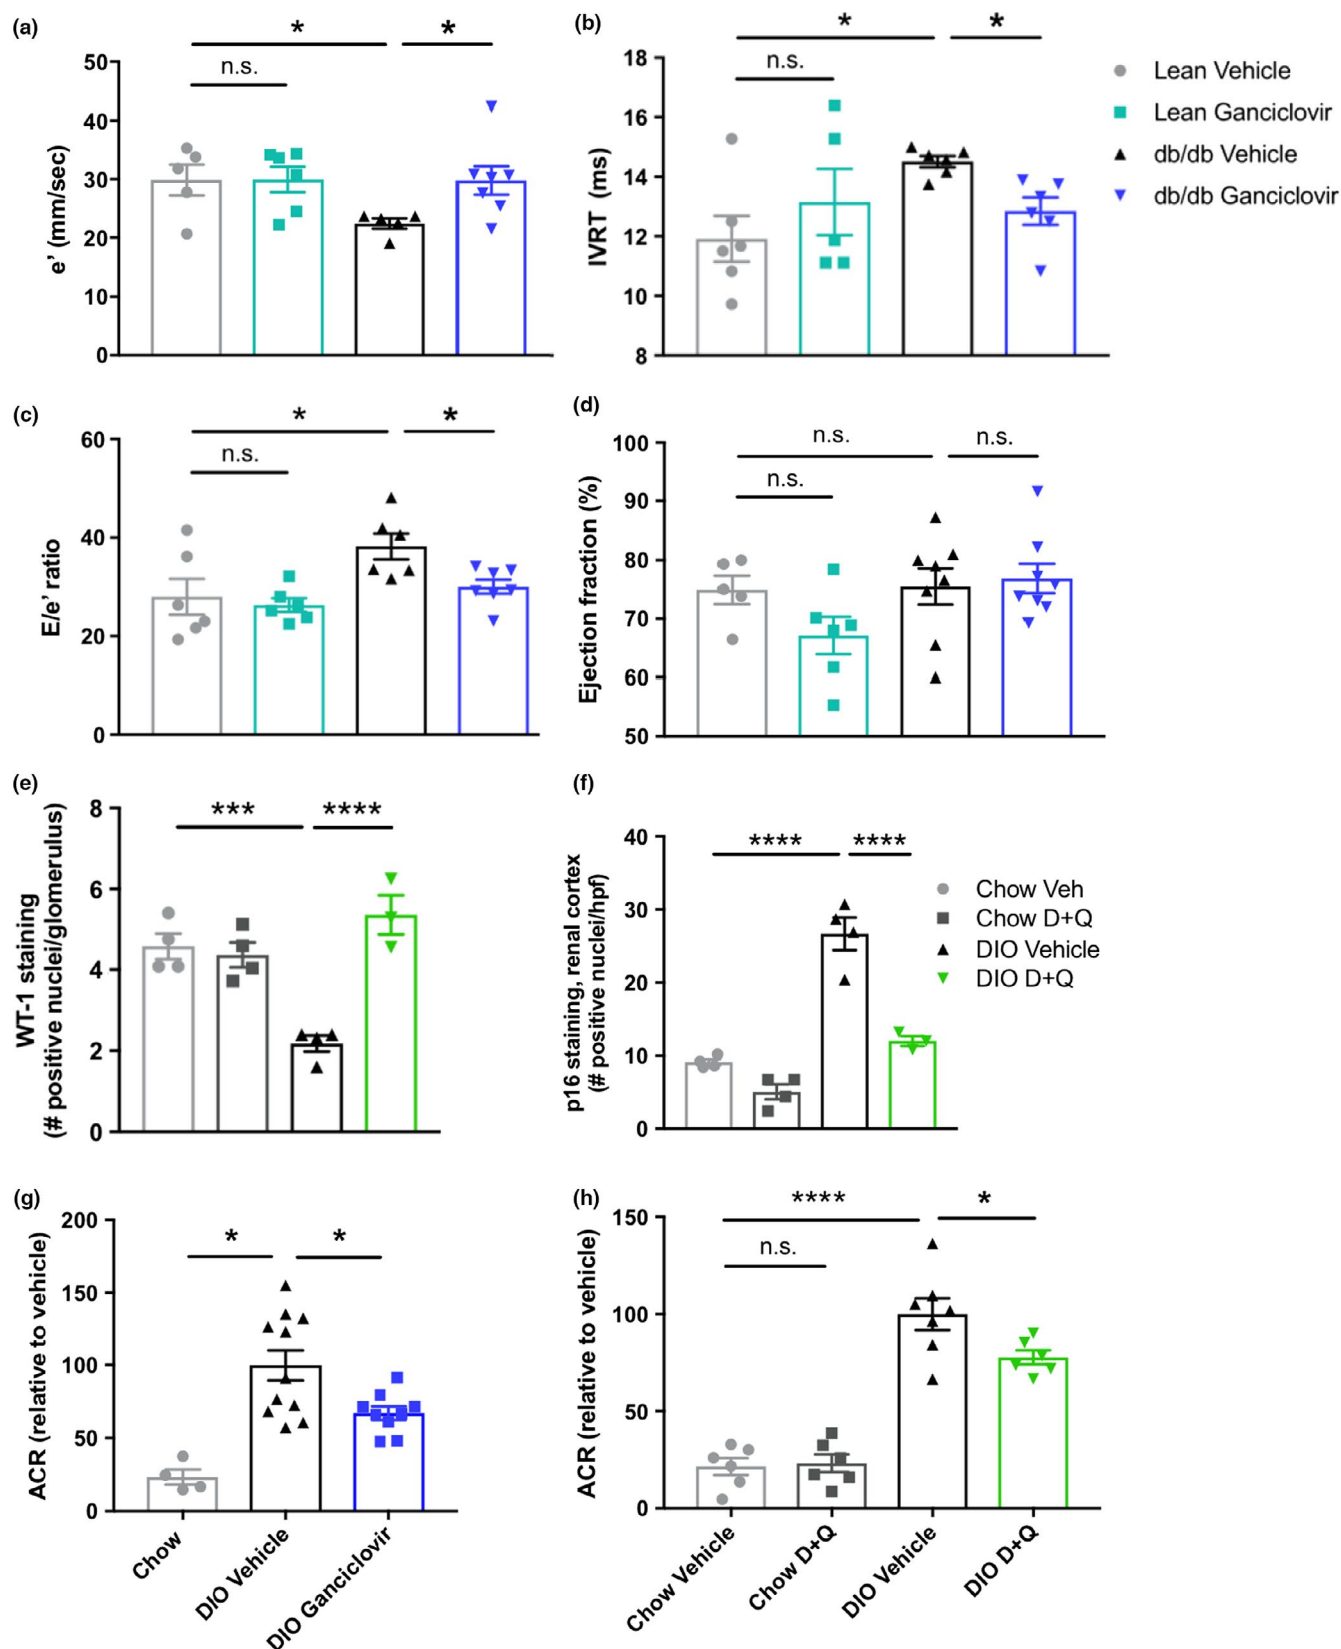 (a)
*
*
n.s.
50
40
30
20
10
0
e’ (mm/sec)
(b)
*
*
n.s.
18
16
14
12
10
8
IVRT (ms)
Lean Vehicle
Lean Ganciclovir
db/db Vehicle
db/db Ganciclovir
(c)
*
*
n.s.
60
40
20
0
E/e’ ratio
(d)
n.s.
n.s.
n.s.
100
90
80
70
60
50
Ejection fraction (%)
(e)
***
****
8
6
4
2
0
WT-1 staining
(# positive nuclei/glomerulus)
(f)
****
****
40
30
20
10
0
p16 staining, renal cortex
(# positive nuclei/hpf)
Chow Veh
Chow D+Q
DIO Vehicle
DIO D+Q
(g)
*
*
200
150
100
50
0
ACR (relative to vehicle)
Chow
DIO Vehicle
DIO Ganciclovir
(h)
****
*
n.s.
150
100
50
0
ACR (relative to vehicle)
Chow Vehicle
Chow D+Q
DIO Vehicle
DIO D+Q